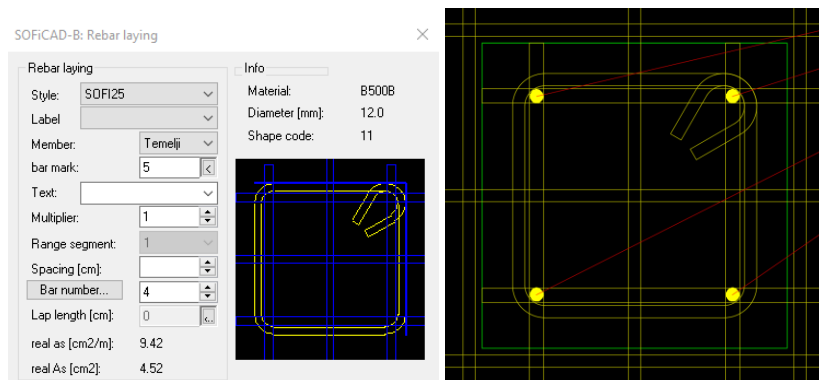 SOFiCAD-B: Rebar laying
Rebar laying
Style: SOFI25
Label
Member: Temelji
bar mark: 5 <
Text:
Multiplier: 1
Range segment: 1
Spacing [cm]:
Bar number... 4
Lap length [cm]: 0 ...
real as [cm2/m]: 9.42
real As [cm2]: 4.52
Info
Material: B500B
Diameter [mm]: 12.0
Shape code: 11